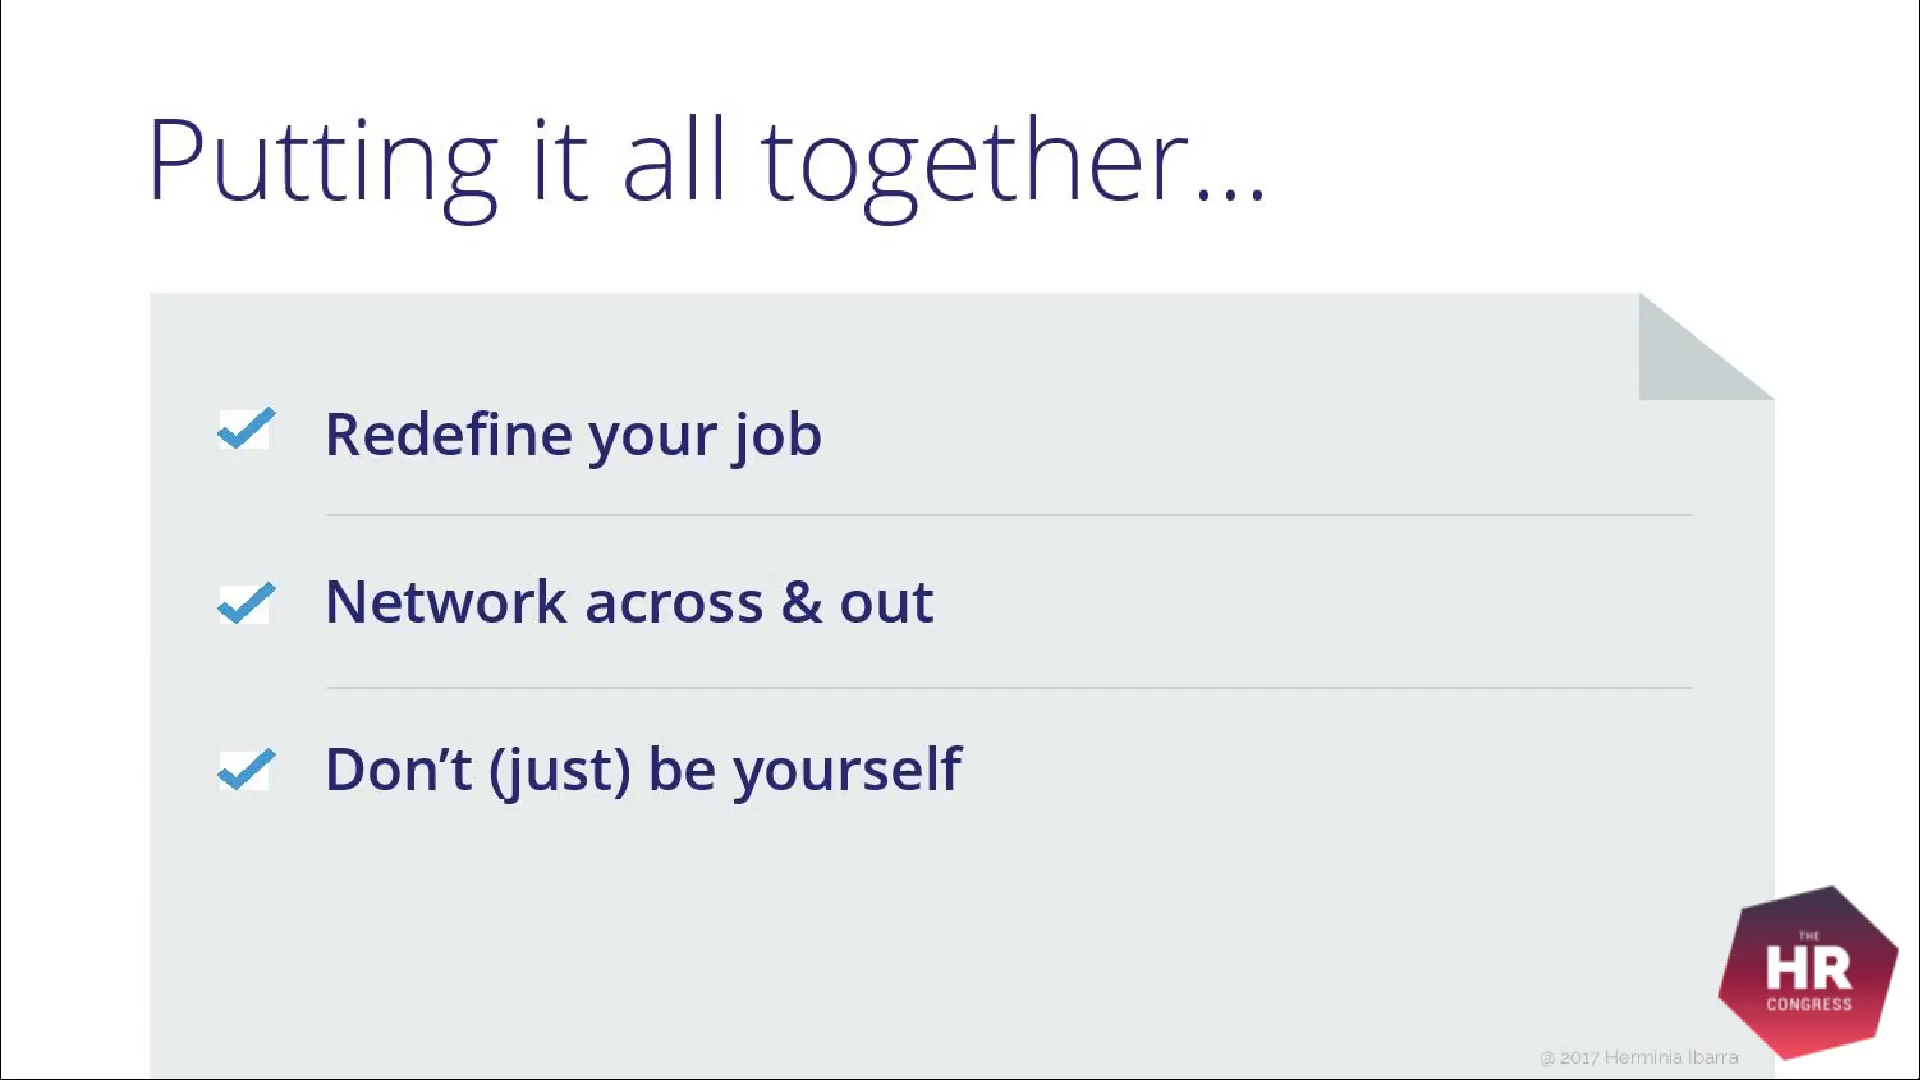 Putting it all together...
Redefine your job
Network across & out
Don’t (just) be yourself
THE
HR
CONGRESS
@ 2017 Herminia Ibarra